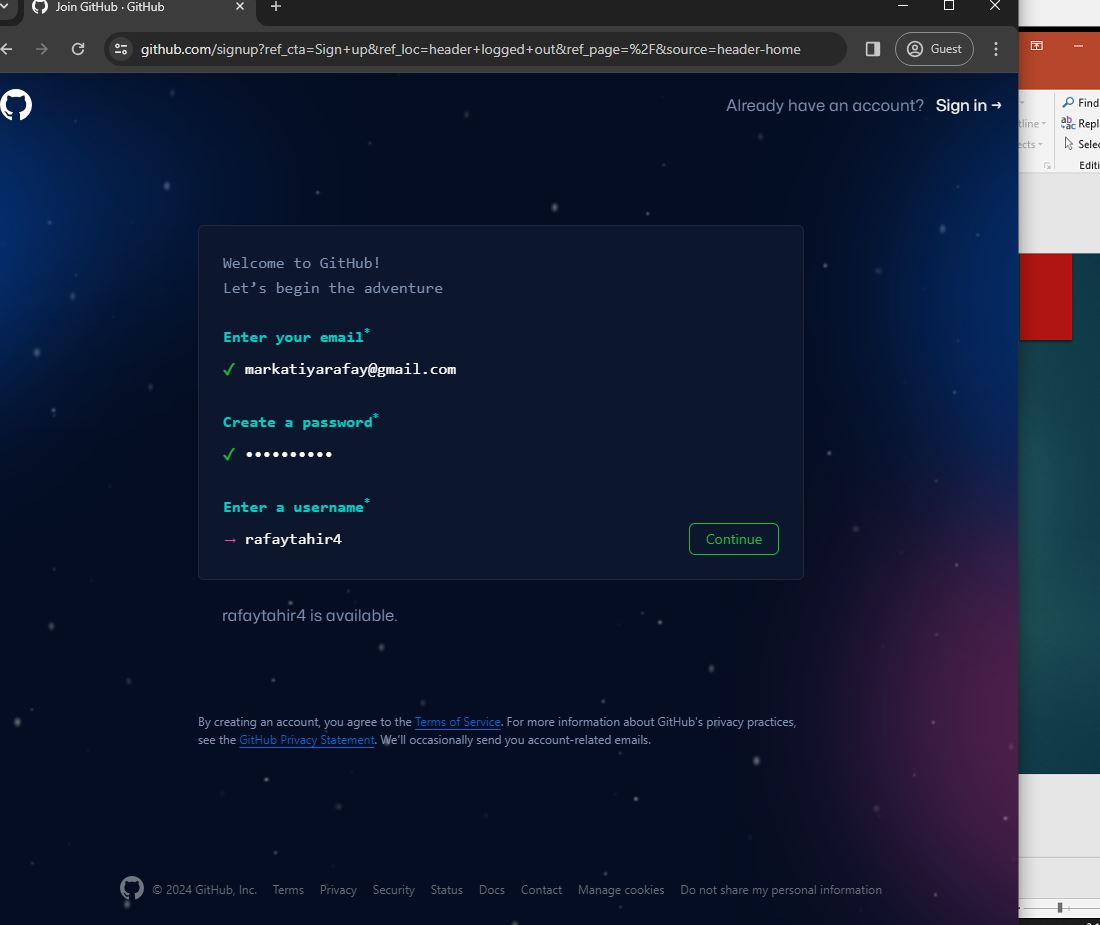 Join GitHub · GitHub
github.com/signup?ref_cta=Sign+up&ref_loc=header+logged+out&ref_page=%2F&source=header-home
Guest
Already have an account? Sign in →
Welcome to GitHub!
Let’s begin the adventure
Enter your email*
✓ markatiyarafay@gmail.com
Create a password*
✓ ••••••••••
Enter a username*
→ rafaytahir4
Continue
rafaytahir4 is available.
By creating an account, you agree to the Terms of Service. For more information about GitHub's privacy practices,
see the GitHub Privacy Statement. We'll occasionally send you account-related emails.
© 2024 GitHub, Inc. Terms Privacy Security Status Docs Contact Manage cookies Do not share my personal information
Find
tline
Repl
ects
Selec
Editi